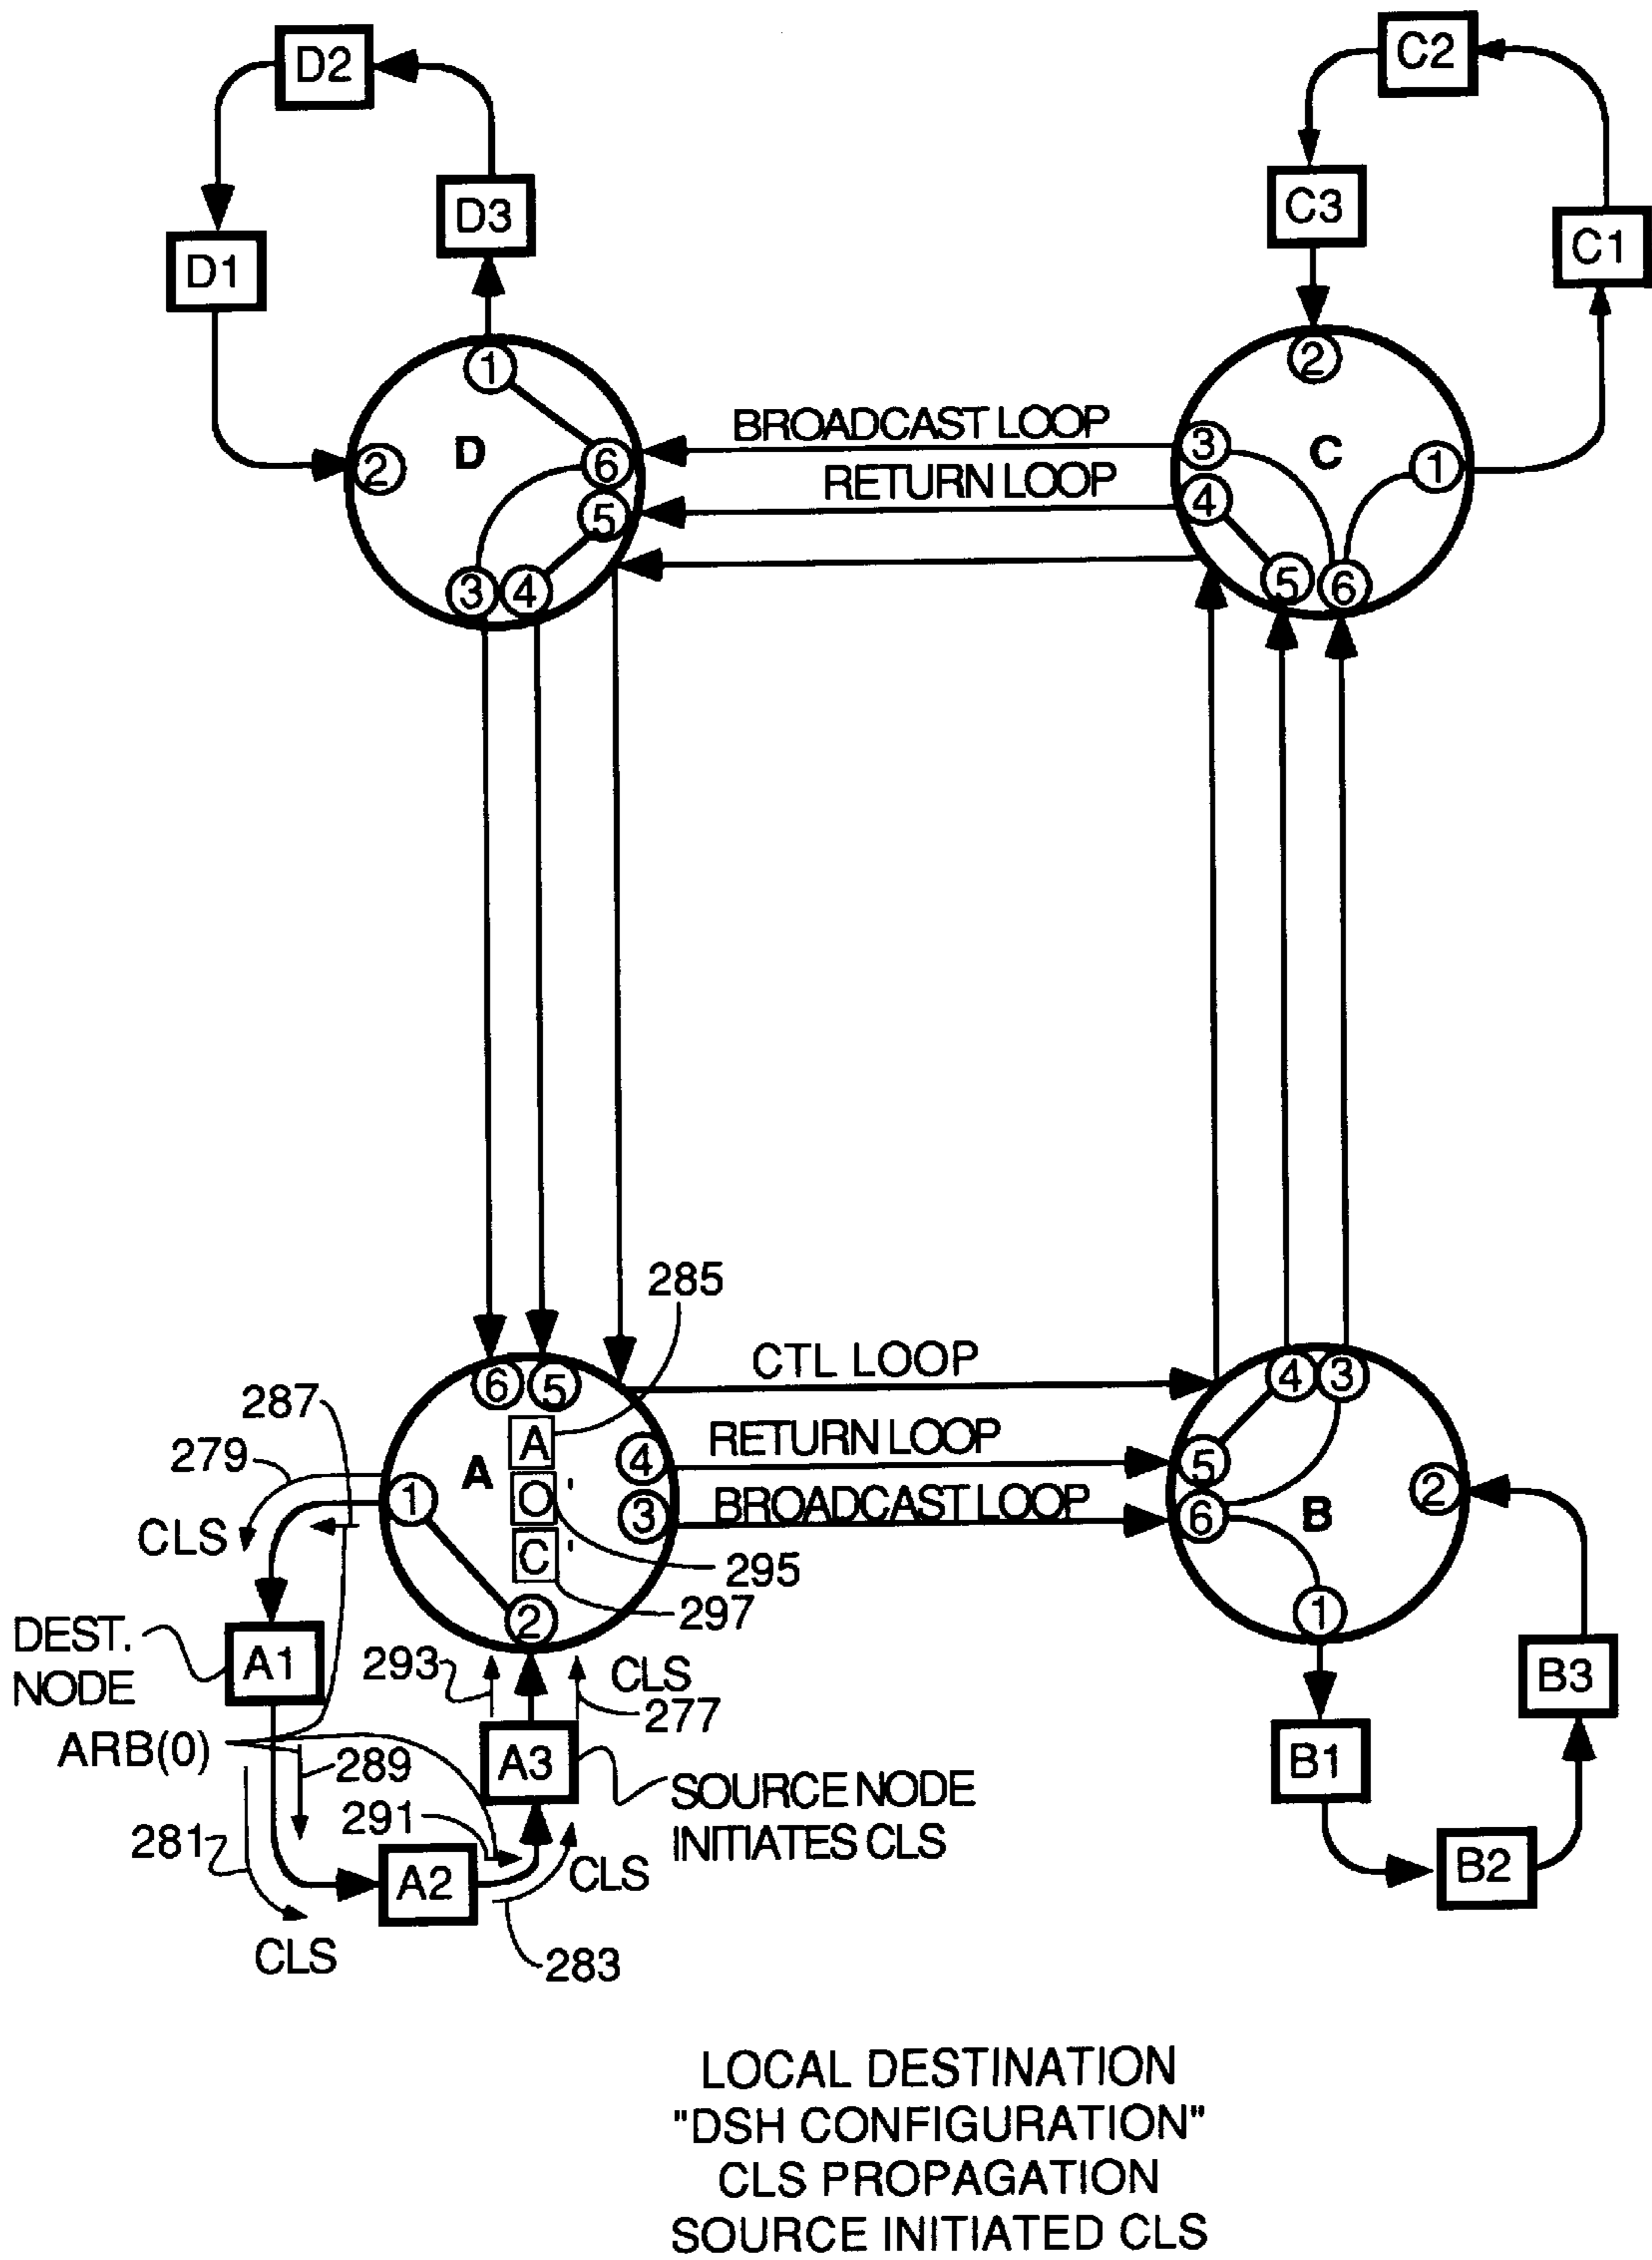 D2
C2
D3
C3
D1
C1
1
2
BROADCAST LOOP
D
6
3
C
2
RETURN LOOP
1
5
4
3
4
5
6
285
CTL LOOP
6
5
4
3
287
A
RETURN LOOP
279
A
4
5
2
1
O'
3
BROADCAST LOOP
6
B
CLS
C'
295
2
297
1
DEST.
NODE
A1
293
CLS
277
B3
ARB(0)
289
A3
SOURCE NODE
INITIATES CLS
B1
291
281
A2
CLS
B2
CLS
283
LOCAL DESTINATION
"DSH CONFIGURATION"
CLS PROPAGATION
SOURCE INITIATED CLS